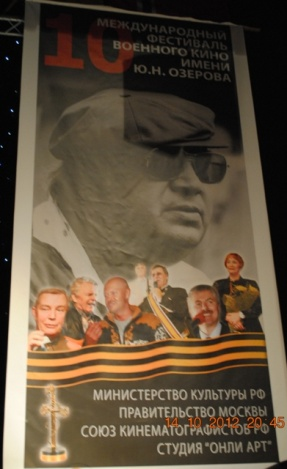 10
МЕЖДУНАРОДНЫЙ
ФЕСТИВАЛЬ
ВОЕННОГО КИНО
ИМЕНИ
Ю.Н. ОЗЕРОВА
МИНИСТЕРСТВО КУЛЬТУРЫ РФ
ПРАВИТЕЛЬСТВО МОСКВЫ
14.10.2012 20:45
СОЮЗ КИНЕМАТОГРАФИСТОВ РФ
СТУДИЯ "ОНЛИ АРТ"